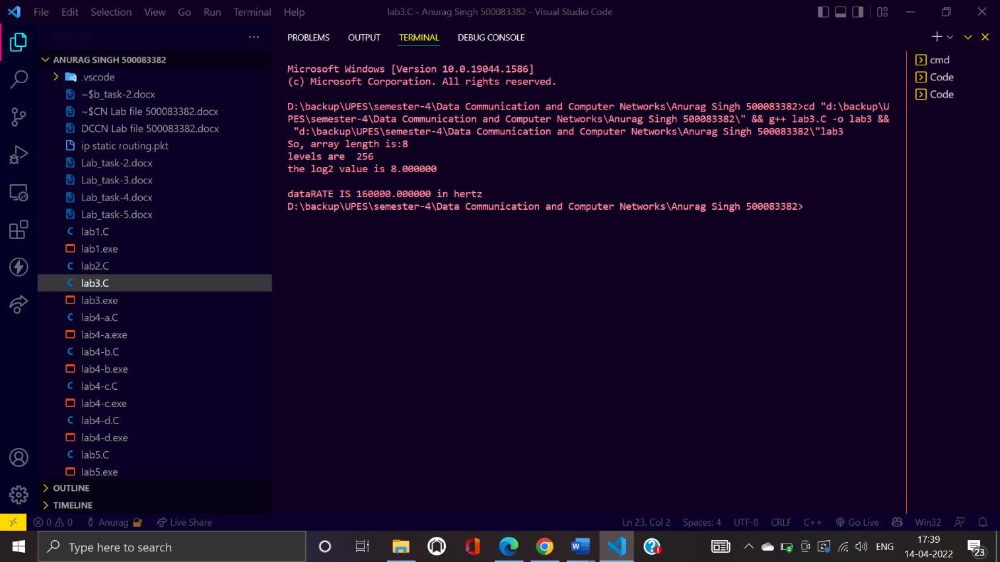 File Edit Selection View Go Run Terminal Help
lab3.C - Anurag Singh 500083382 - Visual Studio Code
EXPLORER
ANURAG SINGH 500083382
.vscode
~$b_task-2.docx
~$CN Lab file 500083382.docx
DCCN Lab file 500083382.docx
ip static routing.pkt
Lab_task-2.docx
Lab_task-3.docx
Lab_task-4.docx
Lab_task-5.docx
C lab1.C
lab1.exe
C lab2.C
C lab3.C
lab3.exe
C lab4-a.C
lab4-a.exe
C lab4-b.C
lab4-b.exe
C lab4-c.C
lab4-c.exe
C lab4-d.C
lab4-d.exe
C lab5.C
lab5.exe
OUTLINE
TIMELINE
PROBLEMS OUTPUT TERMINAL DEBUG CONSOLE
Microsoft Windows [Version 10.0.19044.1586]
(c) Microsoft Corporation. All rights reserved.
D:\backup\UPES\semester-4\Data Communication and Computer Networks\Anurag Singh 500083382>cd "d:\backup\U
PES\semester-4\Data Communication and Computer Networks\Anurag Singh 500083382\" && g++ lab3.C -o lab3 &&
"d:\backup\UPES\semester-4\Data Communication and Computer Networks\Anurag Singh 500083382\"lab3
So, array length is:8
levels are  256
the log2 value is 8.000000
dataRATE IS 160000.000000 in hertz
D:\backup\UPES\semester-4\Data Communication and Computer Networks\Anurag Singh 500083382>
cmd
Code
Code
0 0 Anurag Live Share
Ln 23, Col 2 Spaces: 4 UTF-8 CRLF C++ Go Live Win32
Type here to search
ENG
17:39
14-04-2022
23